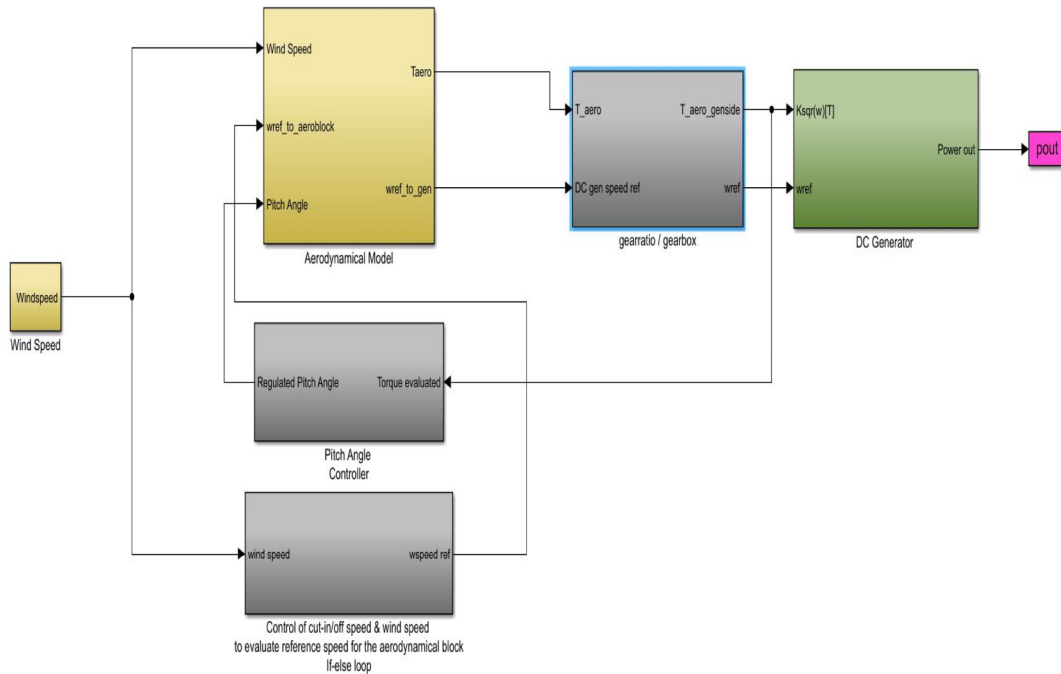 Wind Speed
Taero
wref_to_aeroblock
wref_to_gen
Pitch Angle
Aerodynamical Model
T_aero
T_aero_genside
DC gen speed ref
wref
gearratio / gearbox
Ksqr(w)[T]
Power out
wref
DC Generator
pout
Windspeed
Wind Speed
Regulated Pitch Angle
Torque evaluated
Pitch Angle
Controller
wind speed
wspeed ref
Control of cut-in/off speed & wind speed
to evaluate reference speed for the aerodynamical block
If-else loop